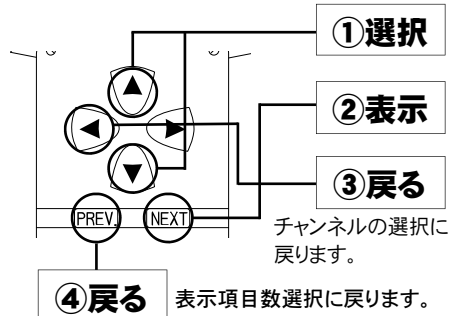 ①選択
②表示
③戻る
チャンネルの選択に
戻ります。
PREV.
NEXT
④戻る
表示項目数選択に戻ります。